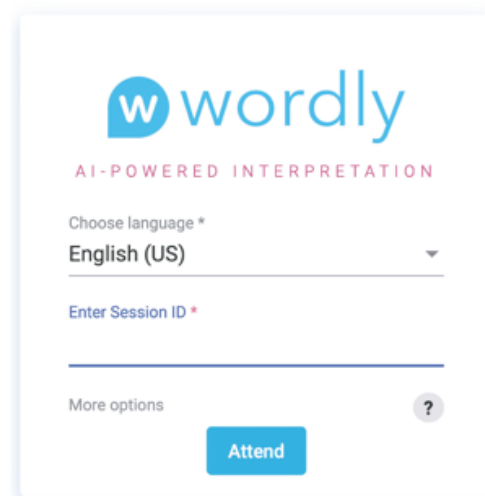 w wordly
AI-POWERED INTERPRETATION
Choose language *
English (US)
Enter Session ID *
More options
?
Attend